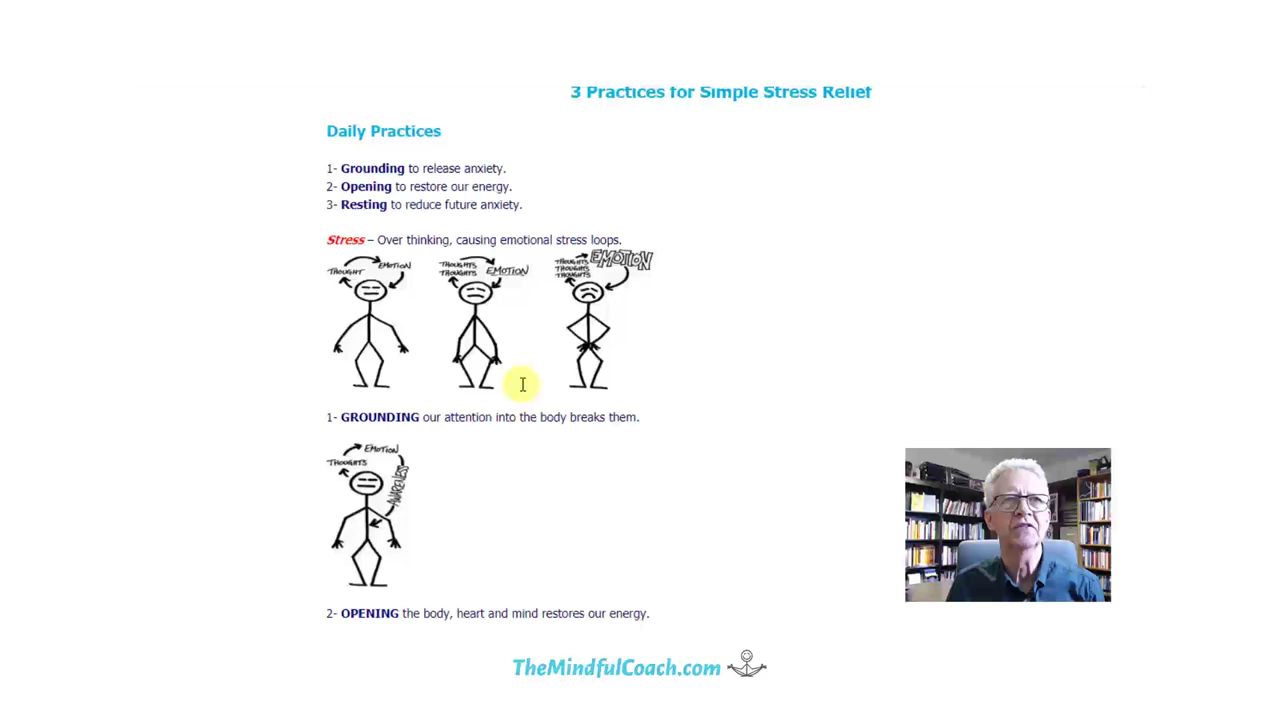 3 Practices for Simple Stress Relief
Daily Practices
1- Grounding to release anxiety.
2- Opening to restore our energy.
3- Resting to reduce future anxiety.
Stress – Over thinking, causing emotional stress loops.
THOUGHT EMOTION
THOUGHTS
THOUGHTS EMOTION
THOUGHTS
THOUGHTS
THOUGHTS EMOTION
1- GROUNDING our attention into the body breaks them.
THOUGHTS EMOTION
AWARENESS
2- OPENING the body, heart and mind restores our energy.
TheMindfulCoach.com